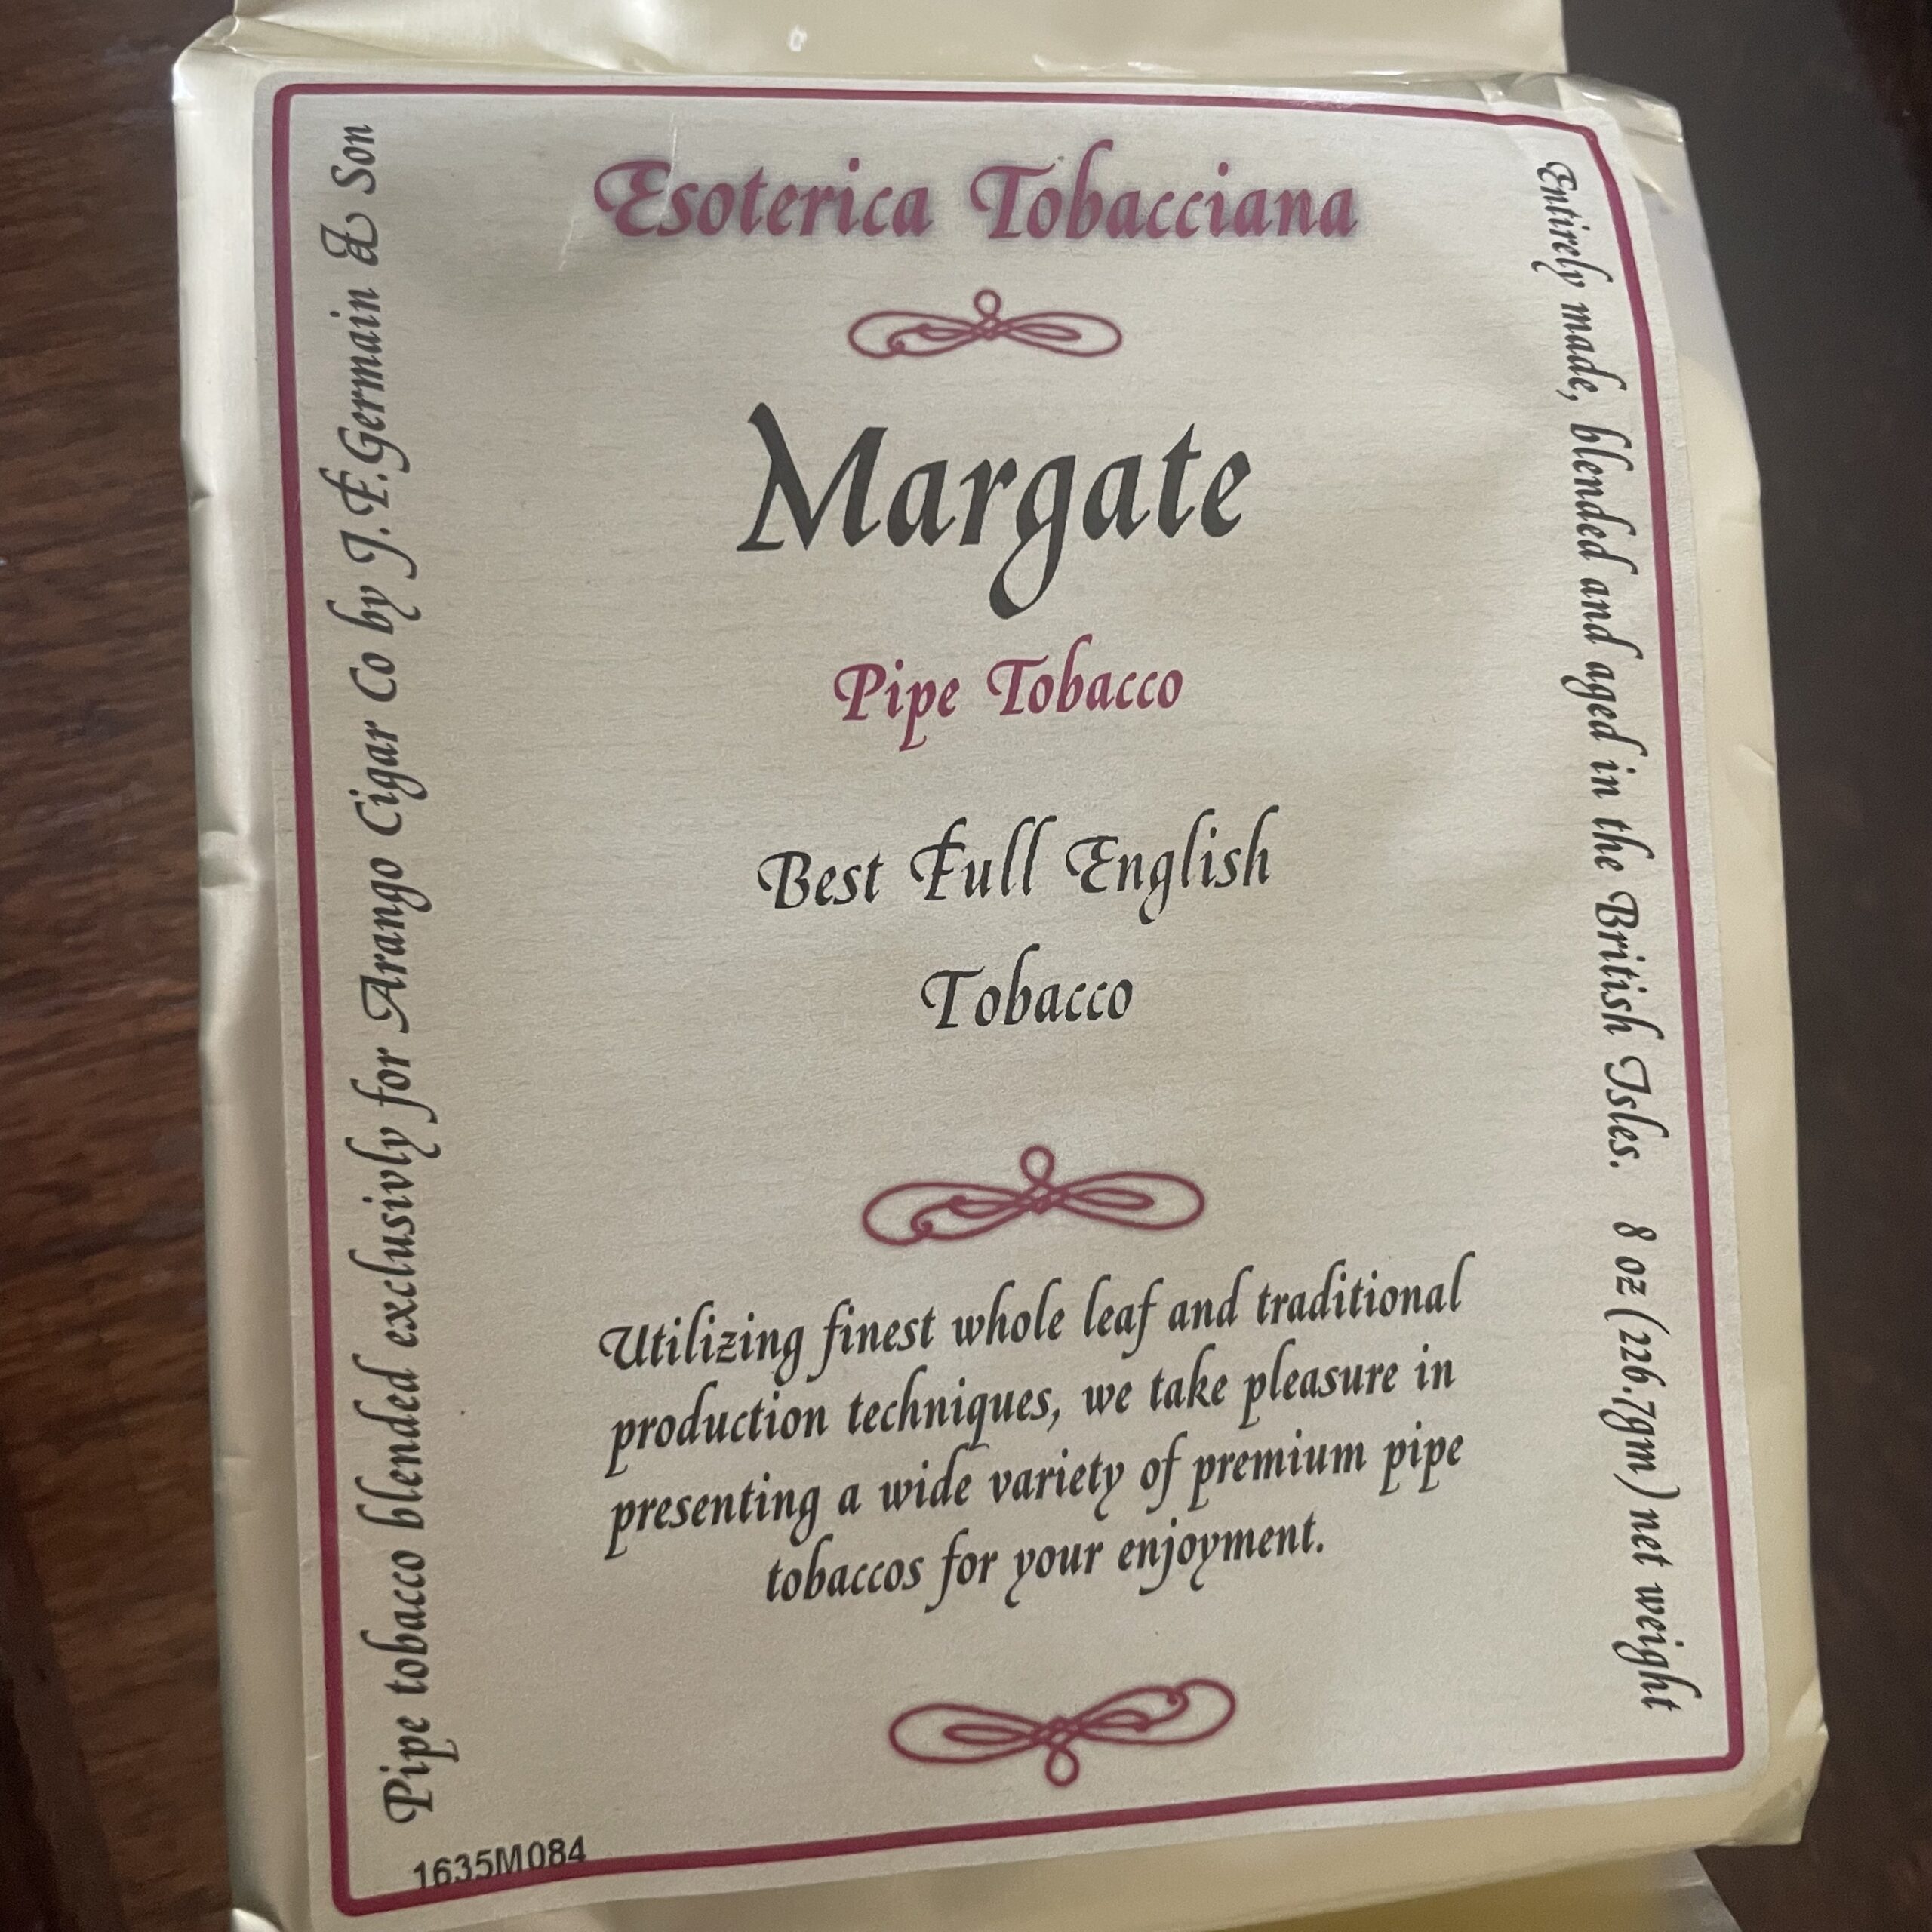 Esoterica Tobacciana
Margate
Pipe Tobacco
Best Full English
Tobacco
Utilizing finest whole leaf and traditional
production techniques, we take pleasure in
presenting a wide variety of premium pipe
tobaccos for your enjoyment.
Pipe tobacco blended exclusivly for Arango Cigar Co by J.F.Germain & Son
Entirely made, blended and aged in the British Isles. 8 oz (226.7gm) net weight
1635M084